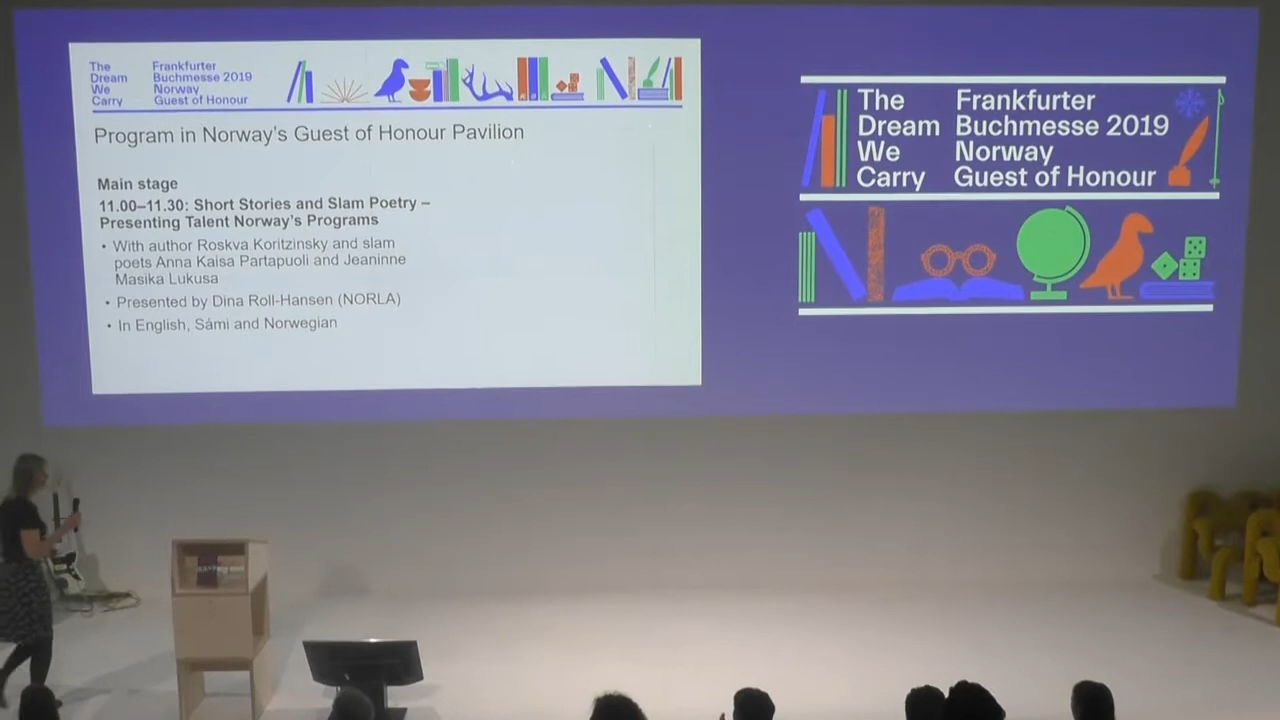 The
Dream
We
Carry
Frankfurter
Buchmesse 2019
Norway
Guest of Honour
Program in Norway's Guest of Honour Pavilion
Main stage
11.00–11.30: Short Stories and Slam Poetry –
Presenting Talent Norway's Programs
• With author Roskva Koritzinsky and slam
poets Anna Kaisa Partapuoli and Jeaninne
Masika Lukusa
• Presented by Dina Roll-Hansen (NORLA)
• In English, Sámi and Norwegian
The
Dream
We
Carry
Frankfurter
Buchmesse 2019
Norway
Guest of Honour